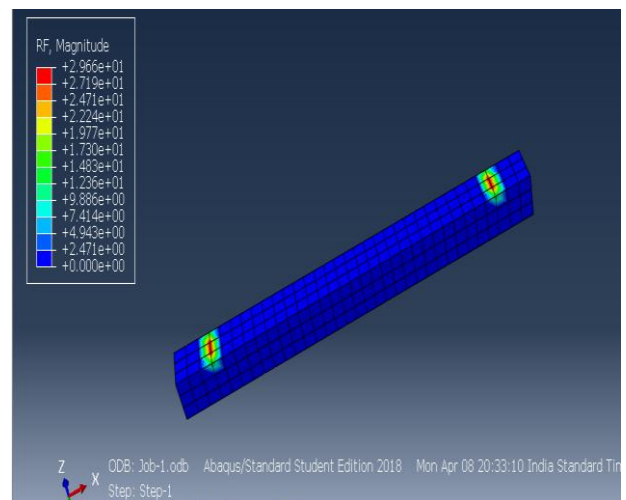 RF, Magnitude
+2.966e+01
+2.719e+01
+2.471e+01
+2.224e+01
+1.977e+01
+1.730e+01
+1.483e+01
+1.236e+01
+9.886e+00
+7.414e+00
+4.943e+00
+2.471e+00
+0.000e+00
Z
X
ODB: Job-1.odb Abaqus/Standard Student Edition 2018 Mon Apr 08 20:33:10 India Standard Tin
Step: Step-1